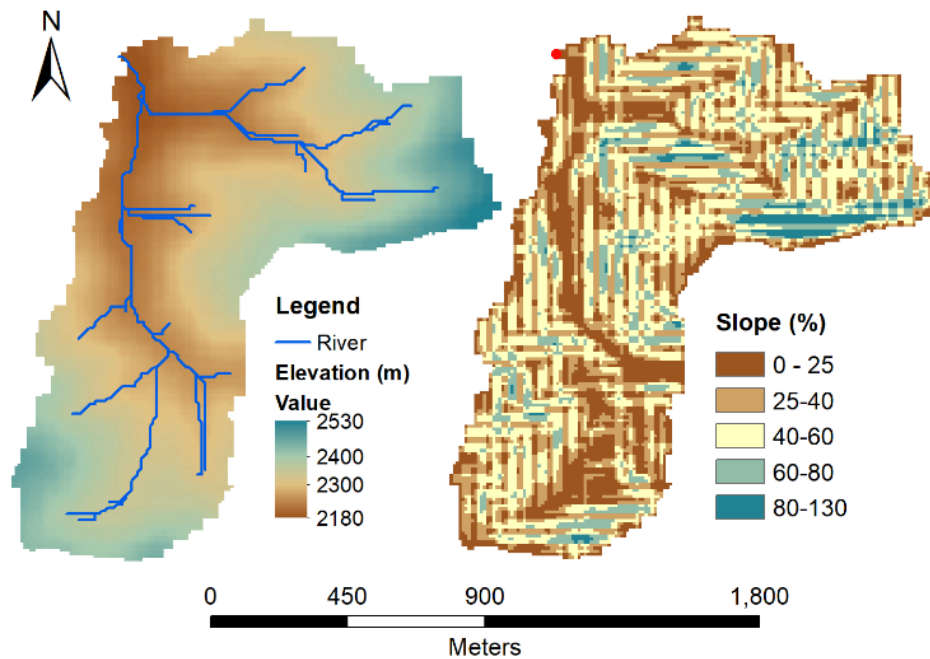 N
Legend
River
Elevation (m)
Value
2530
2400
2300
2180
Slope (%)
0 - 25
25-40
40-60
60-80
80-130
0 450 900 1,800
Meters